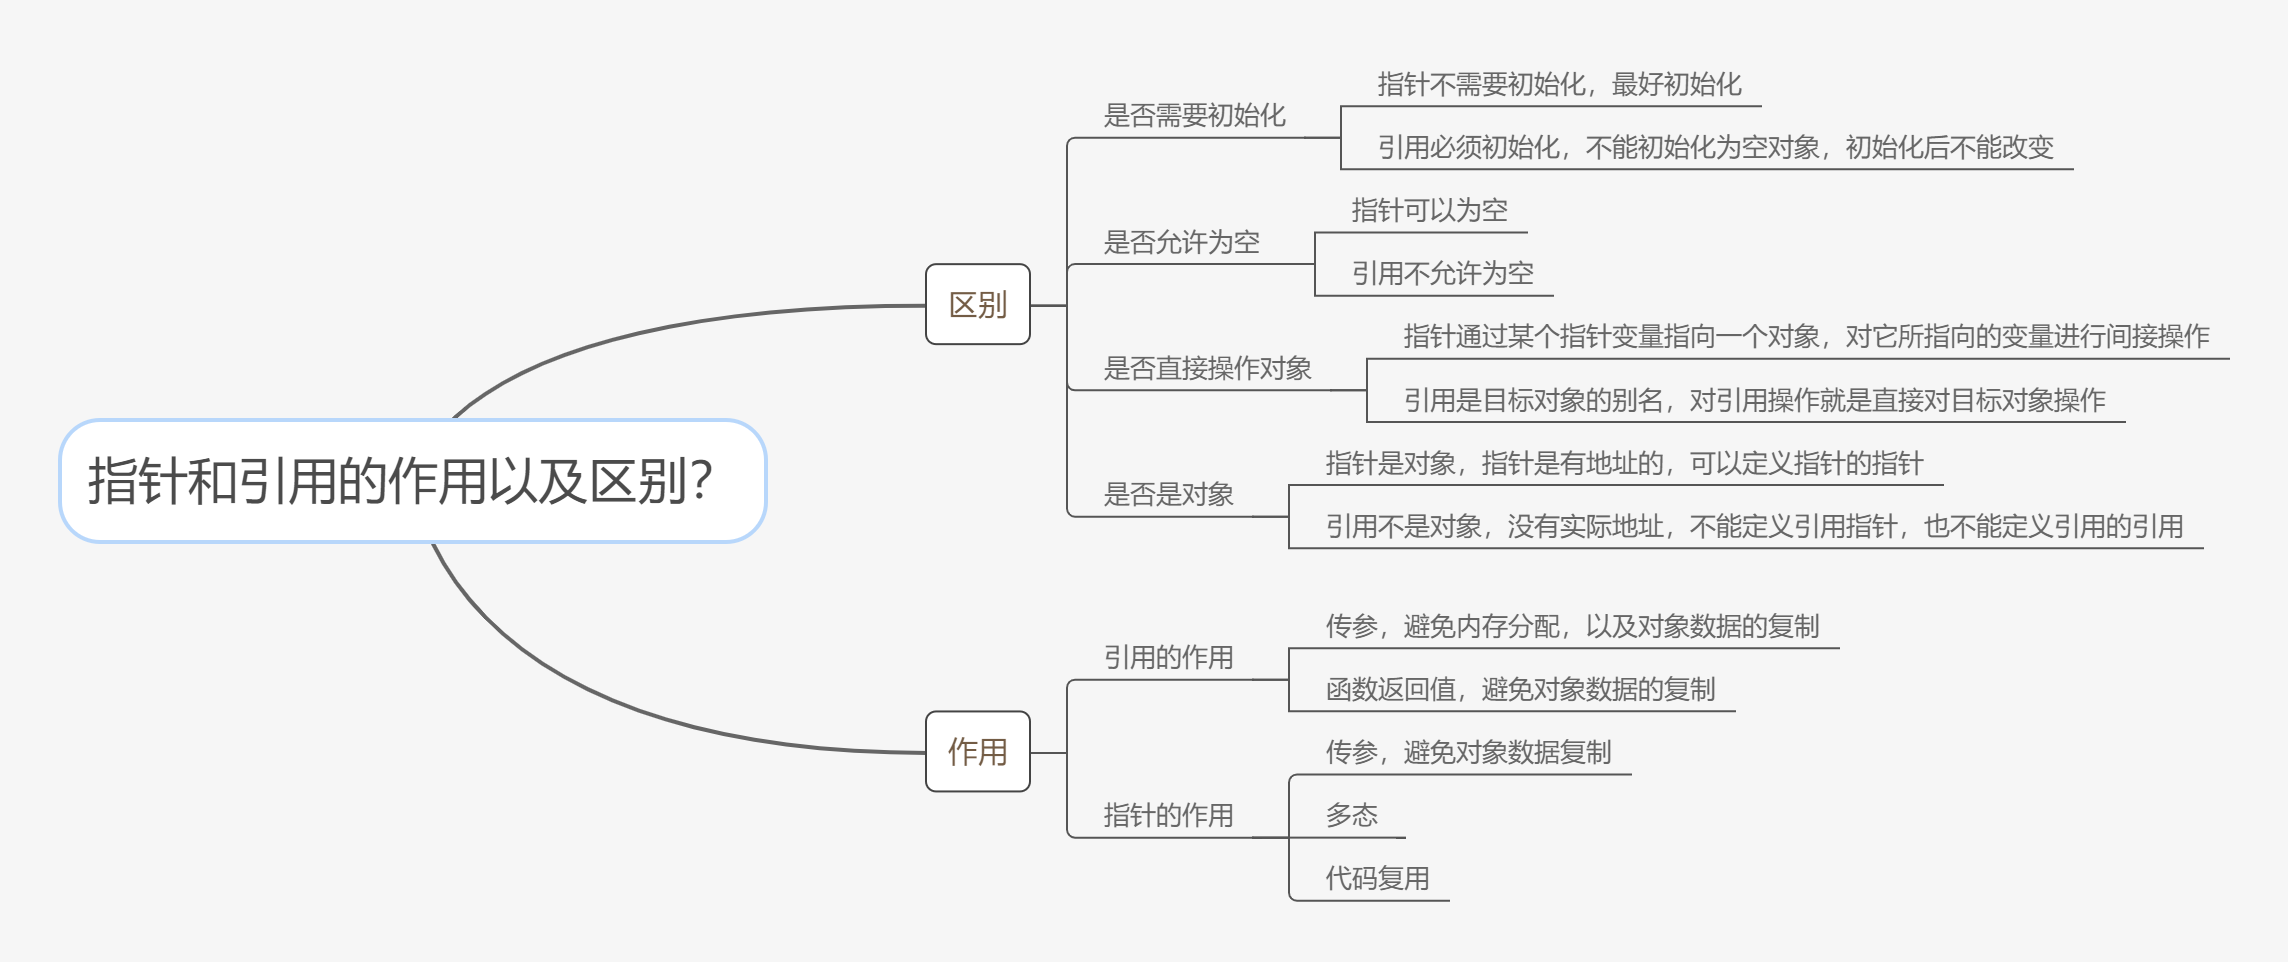 指针和引用的作用以及区别？
区别
是否需要初始化
指针不需要初始化，最好初始化
引用必须初始化，不能初始化为空对象，初始化后不能改变
是否允许为空
指针可以为空
引用不允许为空
是否直接操作对象
指针通过某个指针变量指向一个对象，对它所指向的变量进行间接操作
引用是目标对象的别名，对引用操作就是直接对目标对象操作
是否是对象
指针是对象，指针是有地址的，可以定义指针的指针
引用不是对象，没有实际地址，不能定义引用指针，也不能定义引用的引用
作用
引用的作用
传参，避免内存分配，以及对象数据的复制
函数返回值，避免对象数据的复制
指针的作用
传参，避免对象数据复制
多态
代码复用